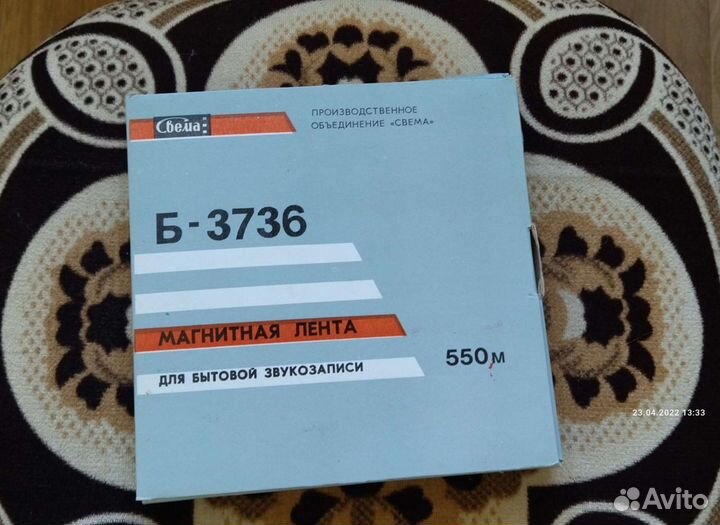 Свема
ПРОИЗВОДСТВЕННОЕ
ОБЪЕДИНЕНИЕ «СВЕМА»
Б-3736
МАГНИТНАЯ ЛЕНТА
ДЛЯ БЫТОВОЙ ЗВУКОЗАПИСИ
550м
23.04.2022 13:33
Avito